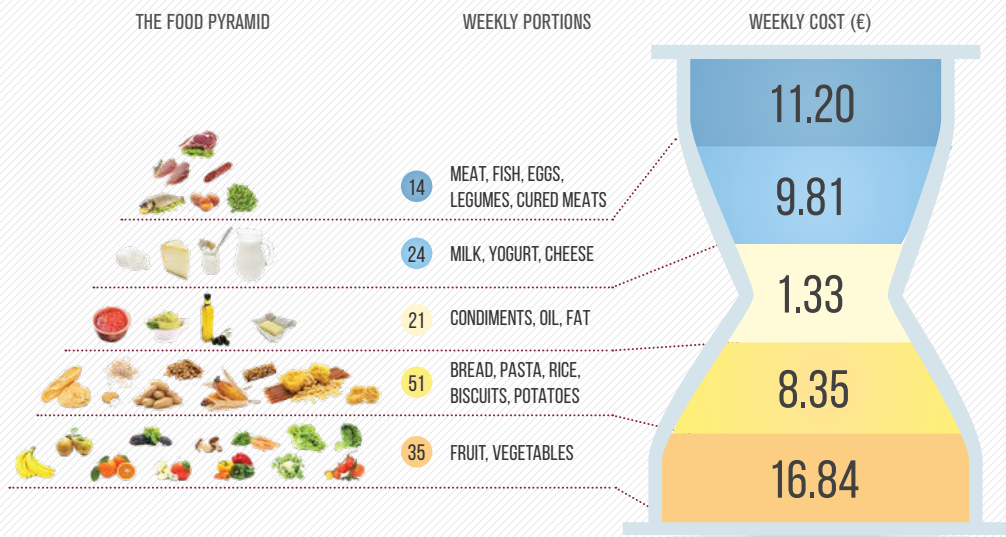 THE FOOD PYRAMID
WEEKLY PORTIONS
WEEKLY COST (€)
14
MEAT, FISH, EGGS,
LEGUMES, CURED MEATS
11.20
24
MILK, YOGURT, CHEESE
9.81
21
CONDIMENTS, OIL, FAT
1.33
51
BREAD, PASTA, RICE,
BISCUITS, POTATOES
8.35
35
FRUIT, VEGETABLES
16.84